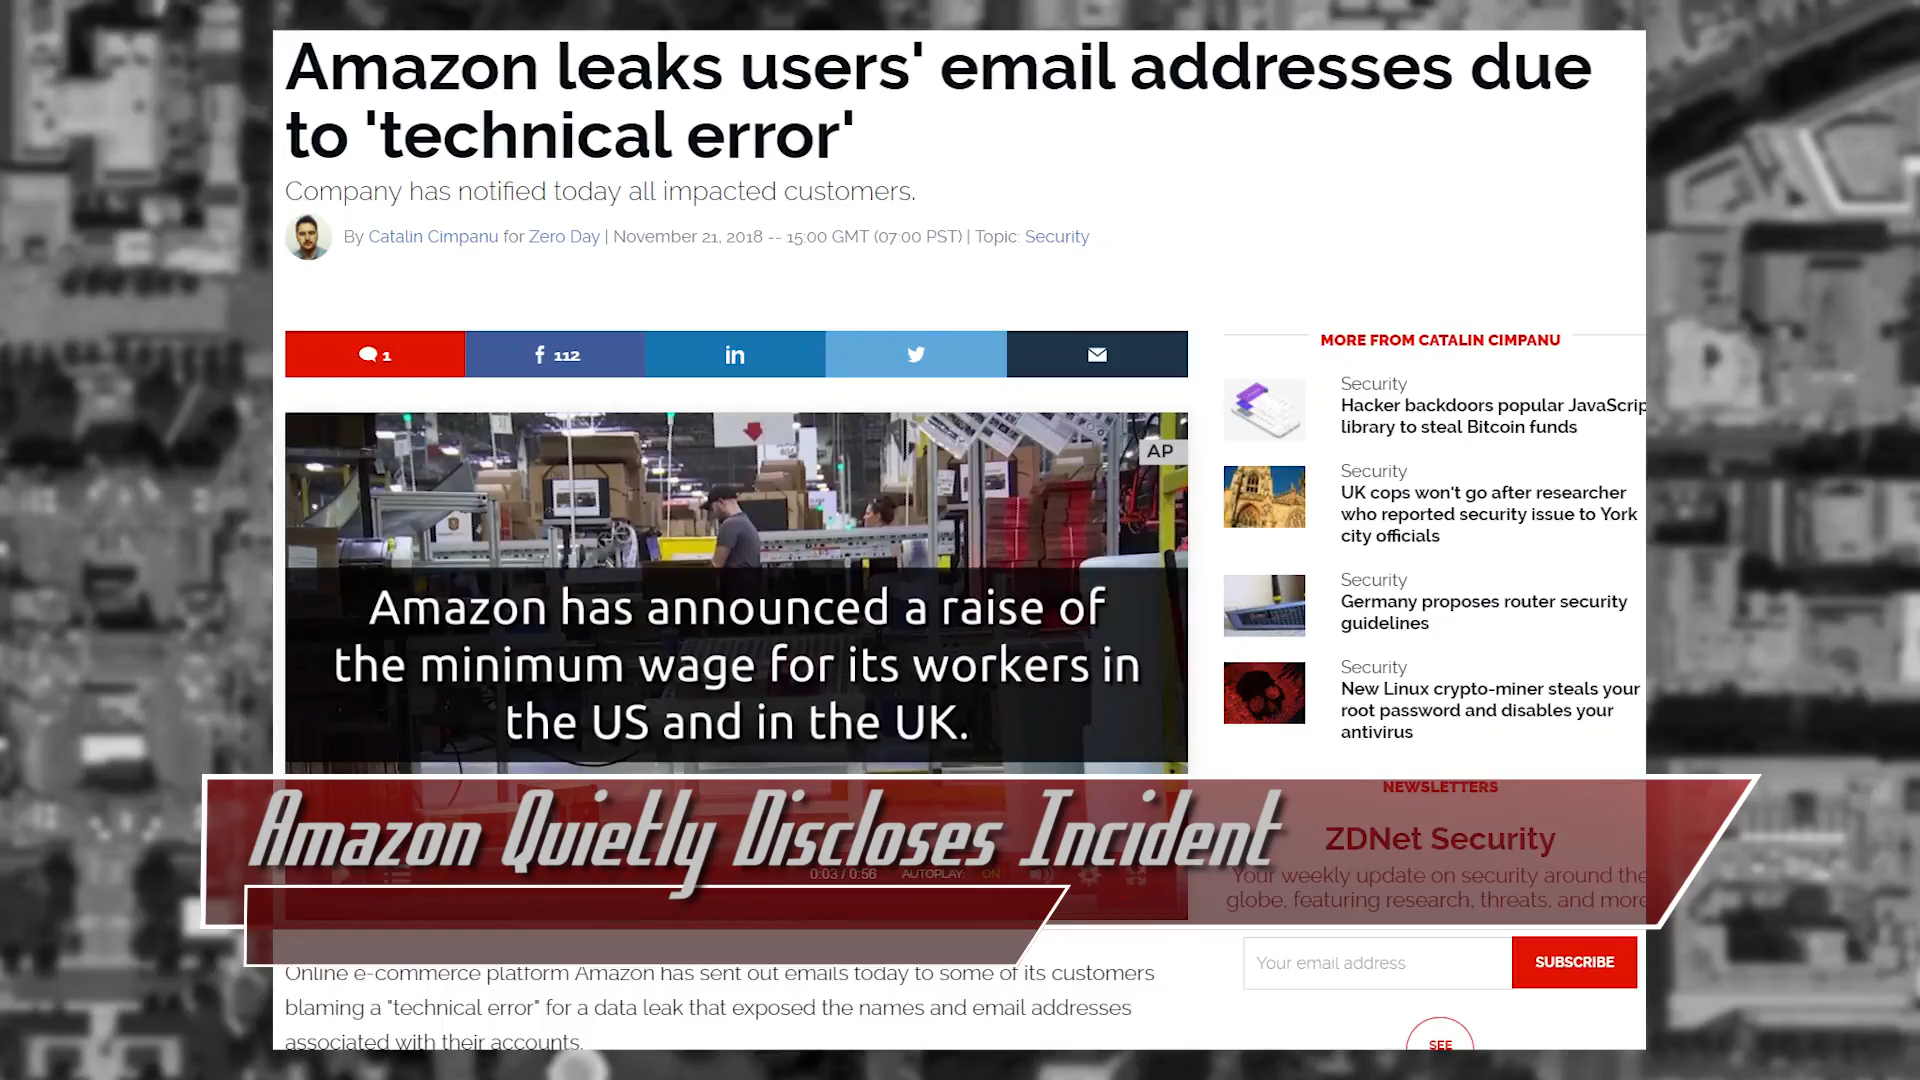 Amazon leaks users' email addresses due
to 'technical error'
Company has notified today all impacted customers.
By Catalin Cimpanu for Zero Day | November 21, 2018 -- 15:00 GMT (07:00 PST) | Topic: Security
1
f 112
in
AP
Amazon has announced a raise of
the minimum wage for its workers in
the US and in the UK.
0:03 / 0:56 AUTOPLAY: ON
MORE FROM CATALIN CIMPANU
Security
Hacker backdoors popular JavaScrip
library to steal Bitcoin funds
Security
UK cops won't go after researcher
who reported security issue to York
city officials
Security
Germany proposes router security
guidelines
Security
New Linux crypto-miner steals your
root password and disables your
antivirus
NEWSLETTERS
ZDNet Security
Your weekly update on security around the
globe, featuring research, threats, and more
Your email address
SUBSCRIBE
SEE
Amazon Quietly Discloses Incident
Online e-commerce platform Amazon has sent out emails today to some of its customers
blaming a "technical error" for a data leak that exposed the names and email addresses
associated with their accounts.